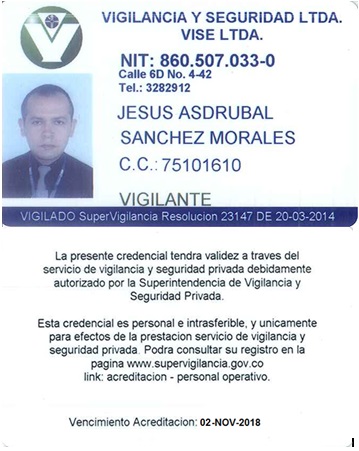 VIGILANCIA Y SEGURIDAD LTDA.
VISE LTDA.
NIT: 860.507.033-0
Calle 6D No. 4-42
Tel.: 3282912
JESUS ASDRUBAL
SANCHEZ MORALES
C.C.: 75101610
VIGILANTE
VIGILADO SuperVigilancia Resolucion 23147 DE 20-03-2014
La presente credencial tendra validez a traves del
servicio de vigilancia y seguridad privada debidamente
autorizado por la Superintendencia de Vigilancia y
Seguridad Privada.
Esta credencial es personal e intrasferible, y unicamente
para efectos de la prestacion servicio de vigilancia y
seguridad privada. Podra consultar su registro en la
pagina www.supervigilancia.gov.co
link: acreditacion - personal operativo.
Vencimiento Acreditacion: 02-NOV-2018